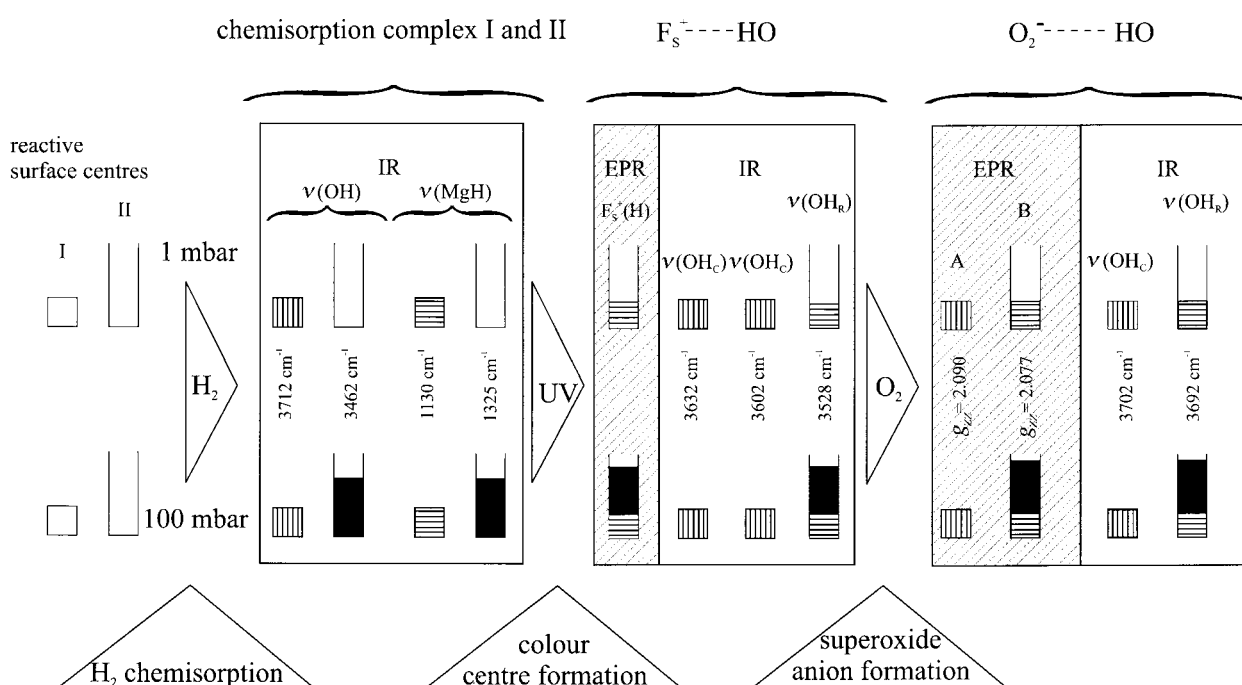 chemisorption complex I and II
F_S^+ ---- HO
O_2^- ----- HO
reactive
surface centres
I
II
1 mbar
100 mbar
H_2
IR
ν(OH)
ν(MgH)
3712 cm^-1
3462 cm^-1
1130 cm^-1
1325 cm^-1
UV
EPR
F_S^+(H)
IR
ν(OH_C)
ν(OH_C)
ν(OH_R)
3632 cm^-1
3602 cm^-1
3528 cm^-1
O_2
EPR
A
B
g_zz = 2.090
g_zz = 2.077
IR
ν(OH_C)
ν(OH_R)
3702 cm^-1
3692 cm^-1
H_2 chemisorption
colour
centre formation
superoxide
anion formation